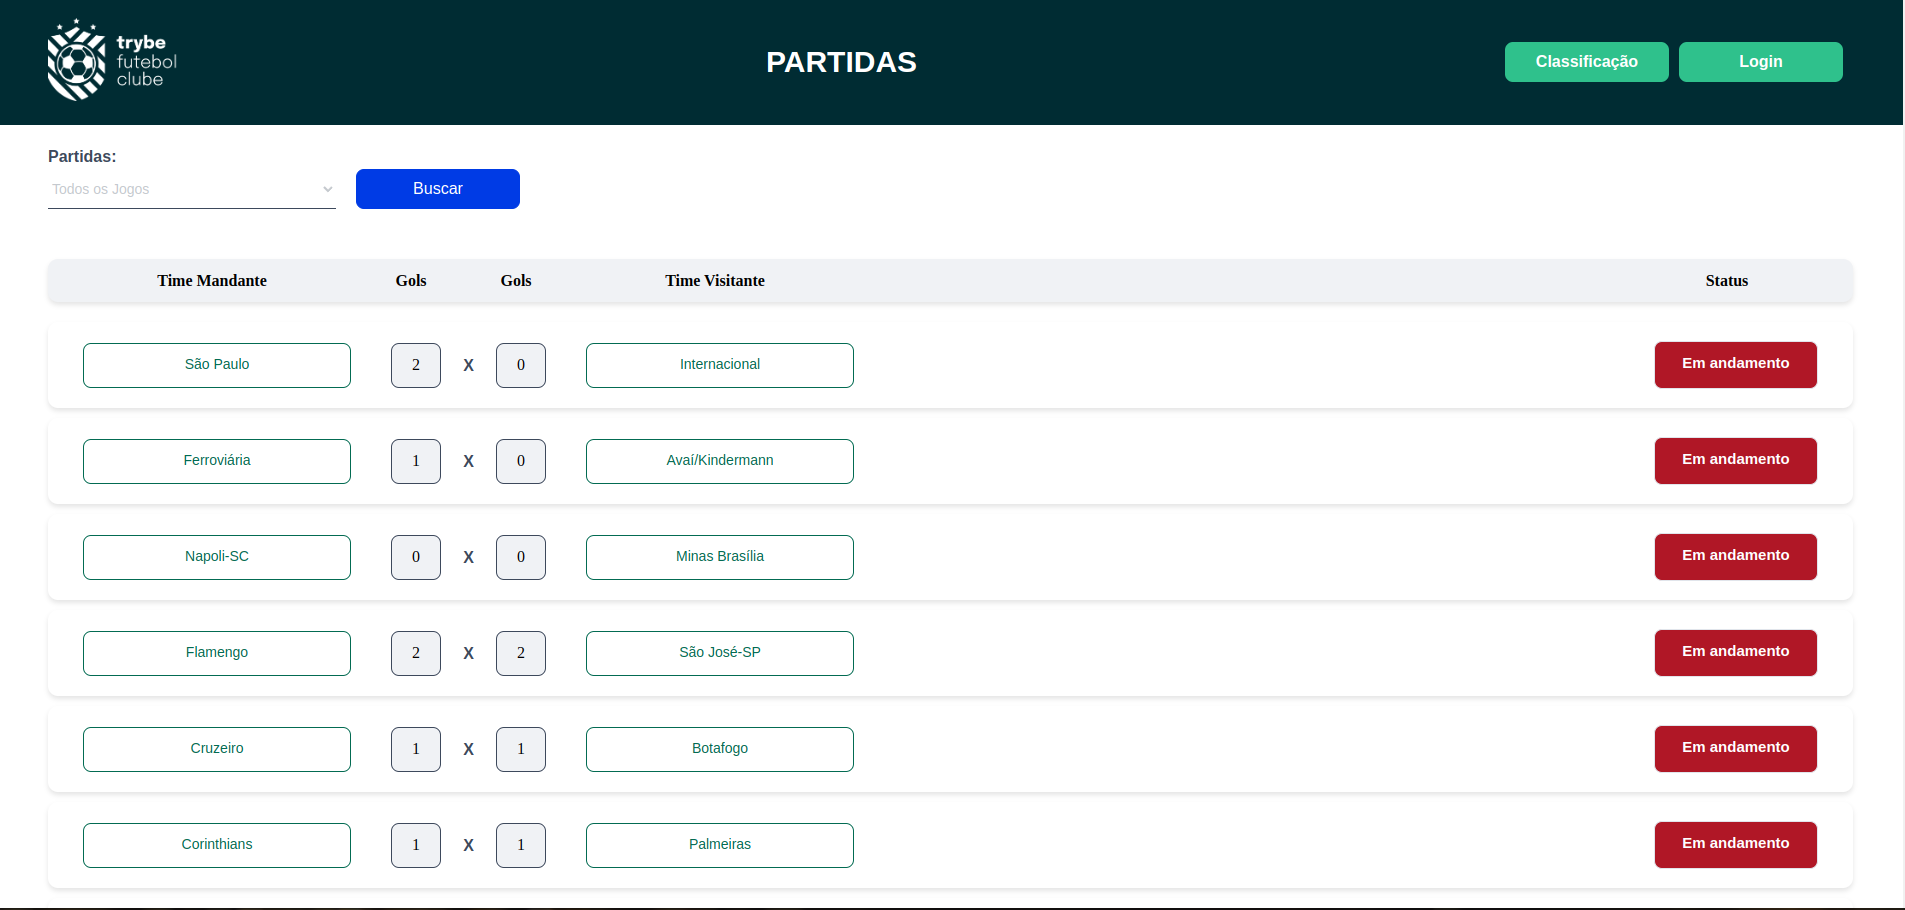 trybe
futebol
clube
PARTIDAS
Classificação
Login
Partidas:
Todos os Jogos
Buscar
Time Mandante Gols Gols Time Visitante Status
São Paulo 2 X 0 Internacional Em andamento
Ferroviária 1 X 0 Avaí/Kindermann Em andamento
Napoli-SC 0 X 0 Minas Brasília Em andamento
Flamengo 2 X 2 São José-SP Em andamento
Cruzeiro 1 X 1 Botafogo Em andamento
Corinthians 1 X 1 Palmeiras Em andamento